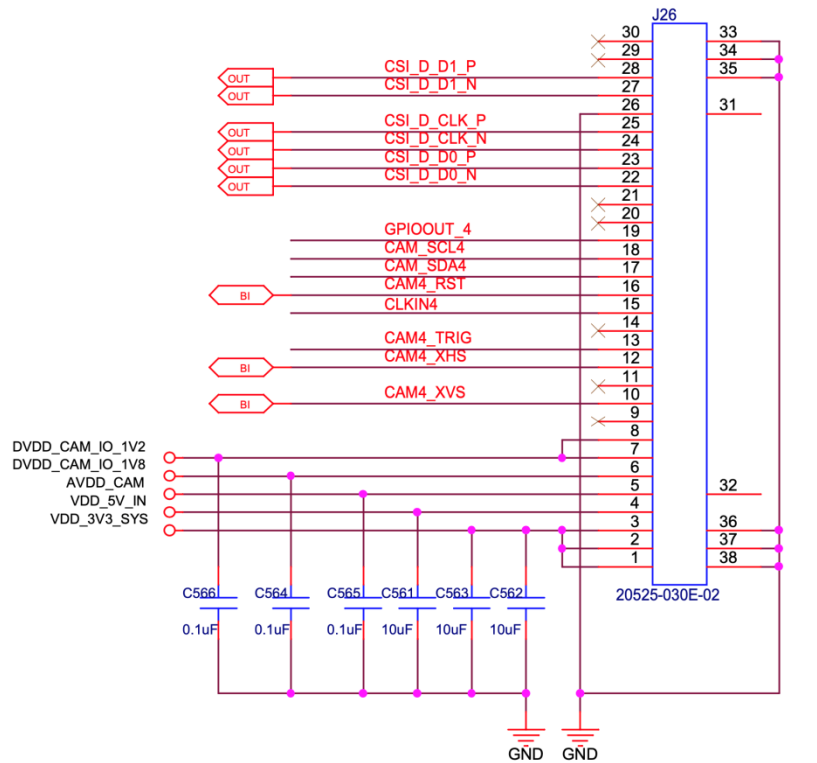 J26
30 33
29 34
CSI_D_D1_P 28 35
OUT
CSI_D_D1_N 27
OUT
26 31
CSI_D_CLK_P 25
OUT
CSI_D_CLK_N 24
OUT
CSI_D_D0_P 23
OUT
CSI_D_D0_N 22
OUT
21
20
GPIOOUT_4 19
CAM_SCL4 18
CAM_SDA4 17
CAM4_RST 16
BI
CLKIN4 15
14
CAM4_TRIG 13
CAM4_XHS 12
BI
11
CAM4_XVS 10
BI
9
8
DVDD_CAM_IO_1V2 7
DVDD_CAM_IO_1V8 6
AVDD_CAM 5 32
VDD_5V_IN 4
VDD_3V3_SYS 3 36
2 37
1 38
C566 C564 C565 C561 C563 C562 20525-030E-02
0.1uF 0.1uF 0.1uF 10uF 10uF 10uF
GND GND